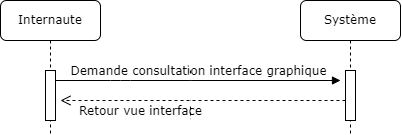 Internaute
Système
Demande consultation interface graphique
Retour vue interface